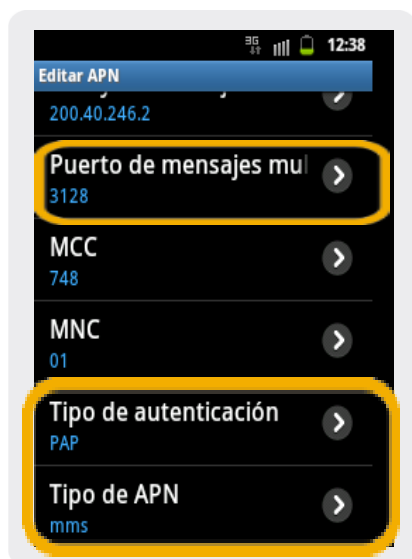 3G 12:38
Editar APN
200.40.246.2
Puerto de mensajes mul
3128
MCC
748
MNC
01
Tipo de autenticación
PAP
Tipo de APN
mms